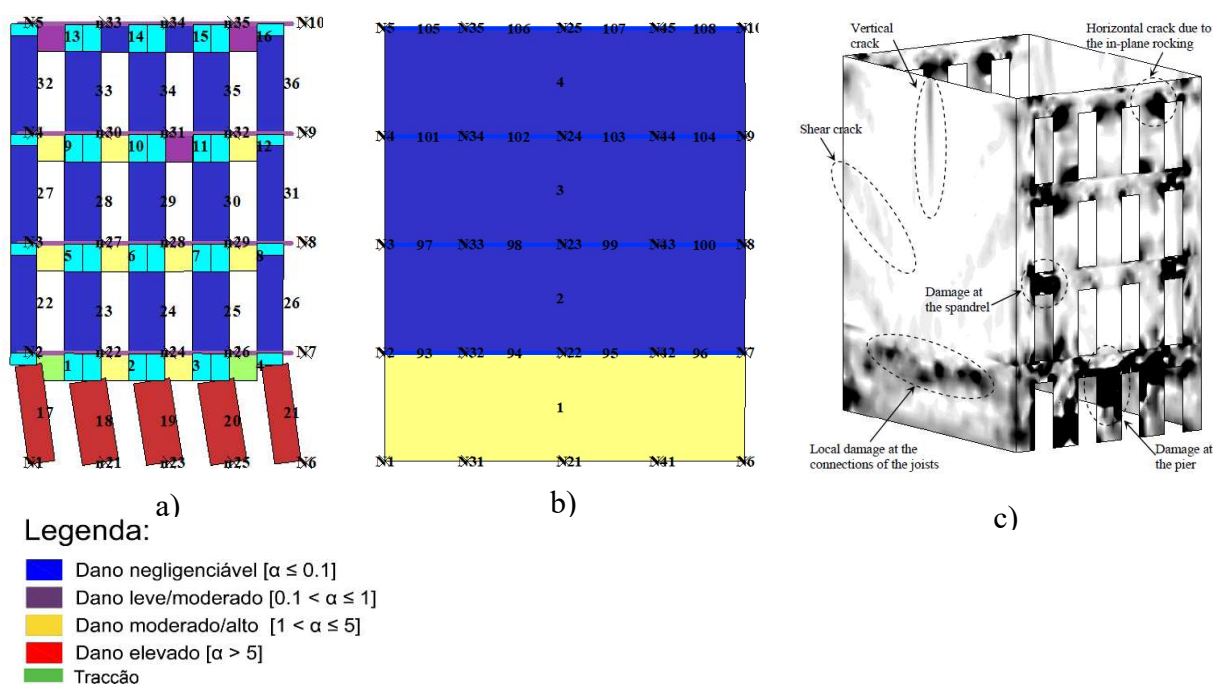 N5 n33 n34 n35 N10
13 14 15 16
32 33 34 35 36
N4 n30 n31 n32 N9
9 10 11 12
27 28 29 30 31
N3 n27 n28 n29 N8
5 6 7 8
22 23 24 25 26
N2 n22 n24 n26 N7
1 2 3 4
17 18 19 20 21
N1 n21 n23 n25 N6
a)
N5 105 N35 106 N25 107 N45 108 N10
4
N4 101 N34 102 N24 103 N44 104 N9
3
N3 97 N33 98 N23 99 N43 100 N8
2
N2 93 N32 94 N22 95 N42 96 N7
1
N1 N31 N21 N41 N6
b)
Vertical
crack
Horizontal crack due to
the in-plane rocking
Shear crack
Damage at
the spandrel
Local damage at the
connections of the joists
Damage at
the pier
c)
Legenda:
Dano negligenciável [α ≤ 0.1]
Dano leve/moderado [0.1 < α ≤ 1]
Dano moderado/alto [1 < α ≤ 5]
Dano elevado [α > 5]
Tracção